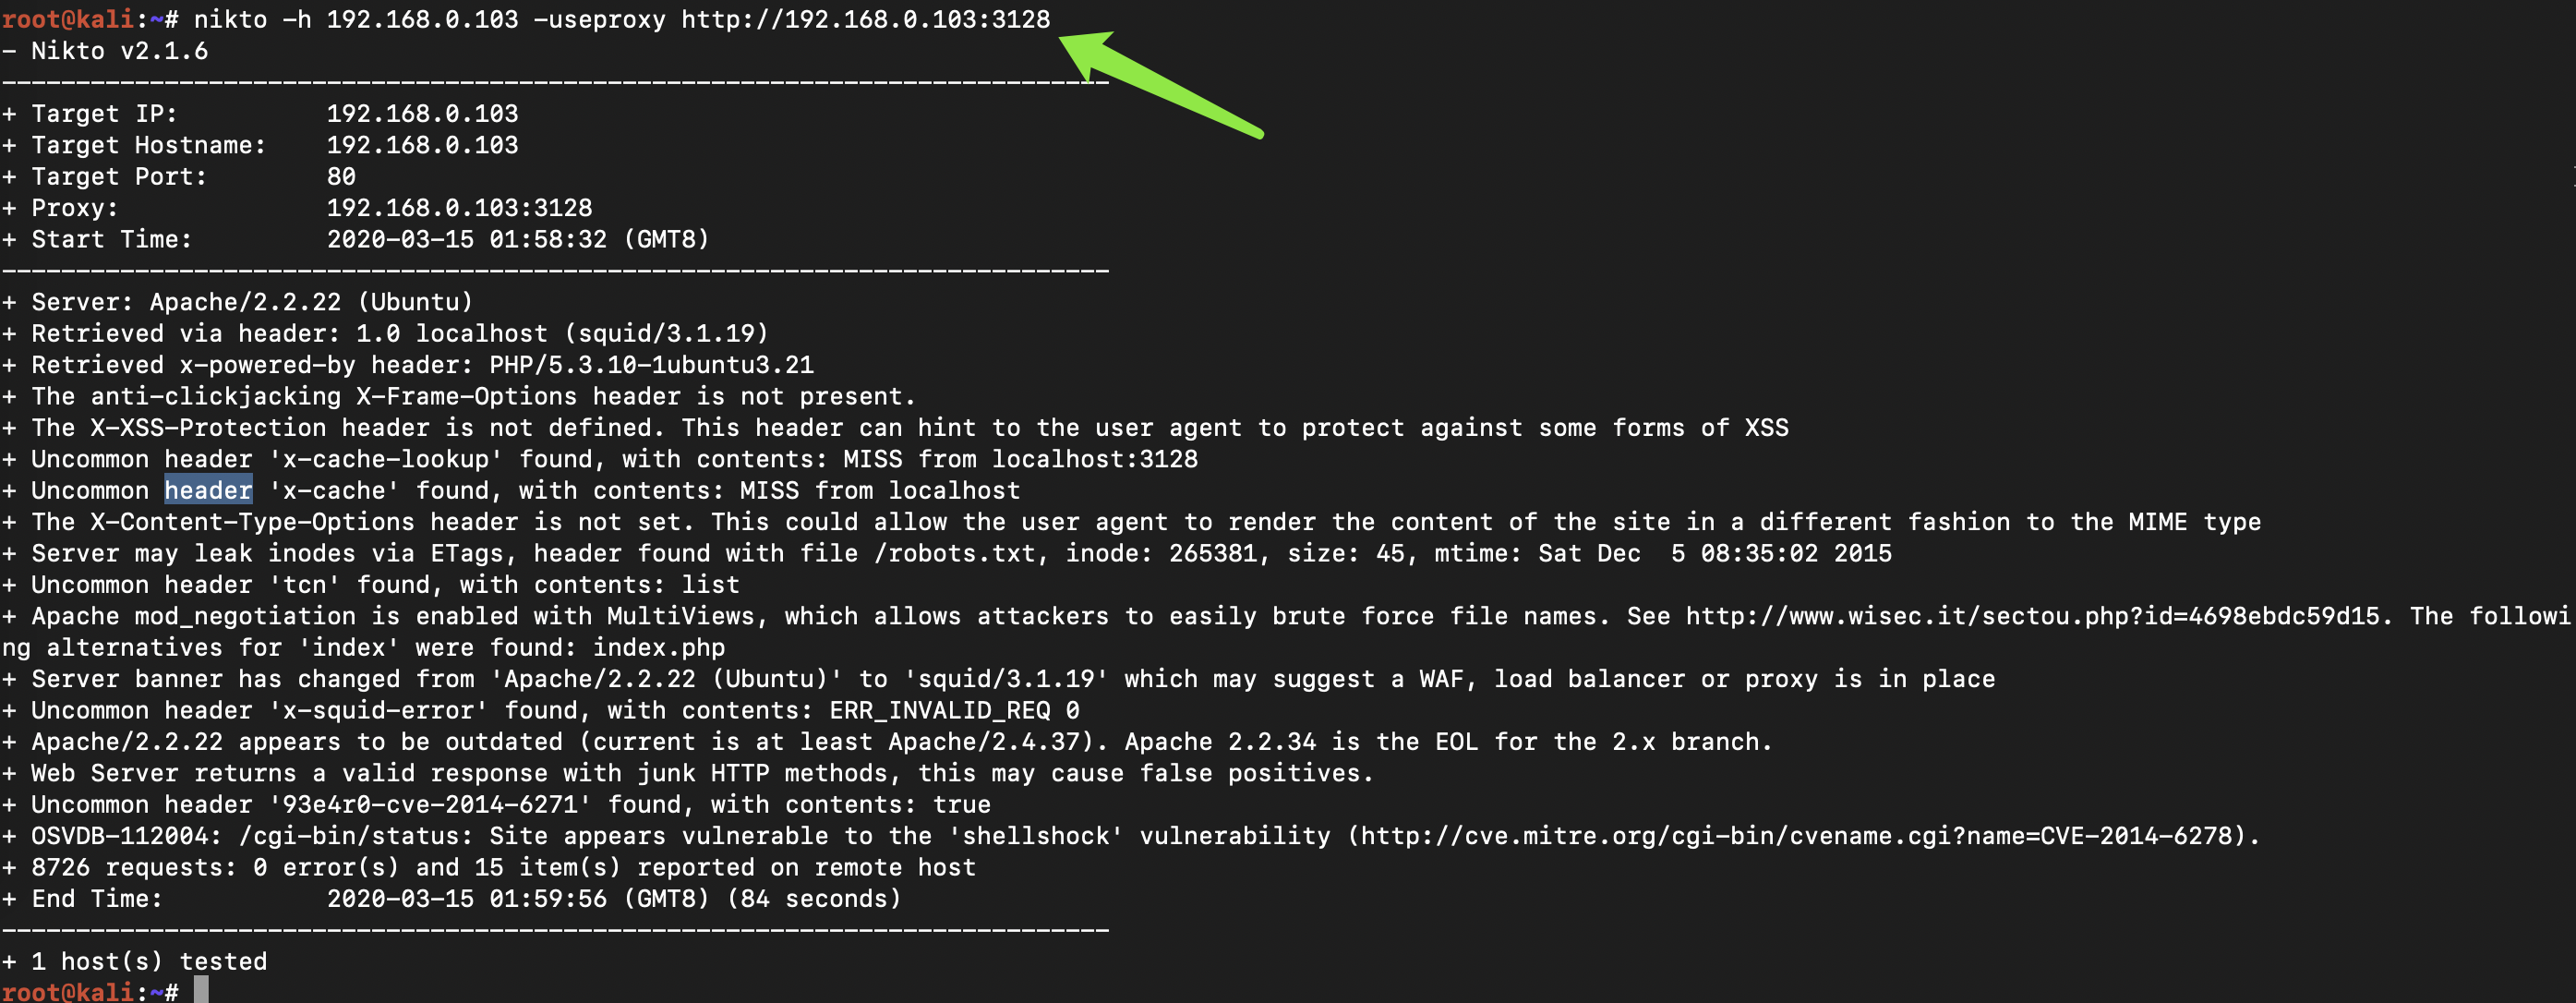 root@kali:~# nikto -h 192.168.0.103 -useproxy http://192.168.0.103:3128
- Nikto v2.1.6
---------------------------------------------------------------------------
+ Target IP:          192.168.0.103
+ Target Hostname:    192.168.0.103
+ Target Port:        80
+ Proxy:              192.168.0.103:3128
+ Start Time:         2020-03-15 01:58:32 (GMT8)
---------------------------------------------------------------------------
+ Server: Apache/2.2.22 (Ubuntu)
+ Retrieved via header: 1.0 localhost (squid/3.1.19)
+ Retrieved x-powered-by header: PHP/5.3.10-1ubuntu3.21
+ The anti-clickjacking X-Frame-Options header is not present.
+ The X-XSS-Protection header is not defined. This header can hint to the user agent to protect against some forms of XSS
+ Uncommon header 'x-cache-lookup' found, with contents: MISS from localhost:3128
+ Uncommon header 'x-cache' found, with contents: MISS from localhost
+ The X-Content-Type-Options header is not set. This could allow the user agent to render the content of the site in a different fashion to the MIME type
+ Server may leak inodes via ETags, header found with file /robots.txt, inode: 265381, size: 45, mtime: Sat Dec  5 08:35:02 2015
+ Uncommon header 'tcn' found, with contents: list
+ Apache mod_negotiation is enabled with MultiViews, which allows attackers to easily brute force file names. See http://www.wisec.it/sectou.php?id=4698ebdc59d15. The followi
ng alternatives for 'index' were found: index.php
+ Server banner has changed from 'Apache/2.2.22 (Ubuntu)' to 'squid/3.1.19' which may suggest a WAF, load balancer or proxy is in place
+ Uncommon header 'x-squid-error' found, with contents: ERR_INVALID_REQ 0
+ Apache/2.2.22 appears to be outdated (current is at least Apache/2.4.37). Apache 2.2.34 is the EOL for the 2.x branch.
+ Web Server returns a valid response with junk HTTP methods, this may cause false positives.
+ Uncommon header '93e4r0-cve-2014-6271' found, with contents: true
+ OSVDB-112004: /cgi-bin/status: Site appears vulnerable to the 'shellshock' vulnerability (http://cve.mitre.org/cgi-bin/cvename.cgi?name=CVE-2014-6278).
+ 8726 requests: 0 error(s) and 15 item(s) reported on remote host
+ End Time:           2020-03-15 01:59:56 (GMT8) (84 seconds)
---------------------------------------------------------------------------
+ 1 host(s) tested
root@kali:~#